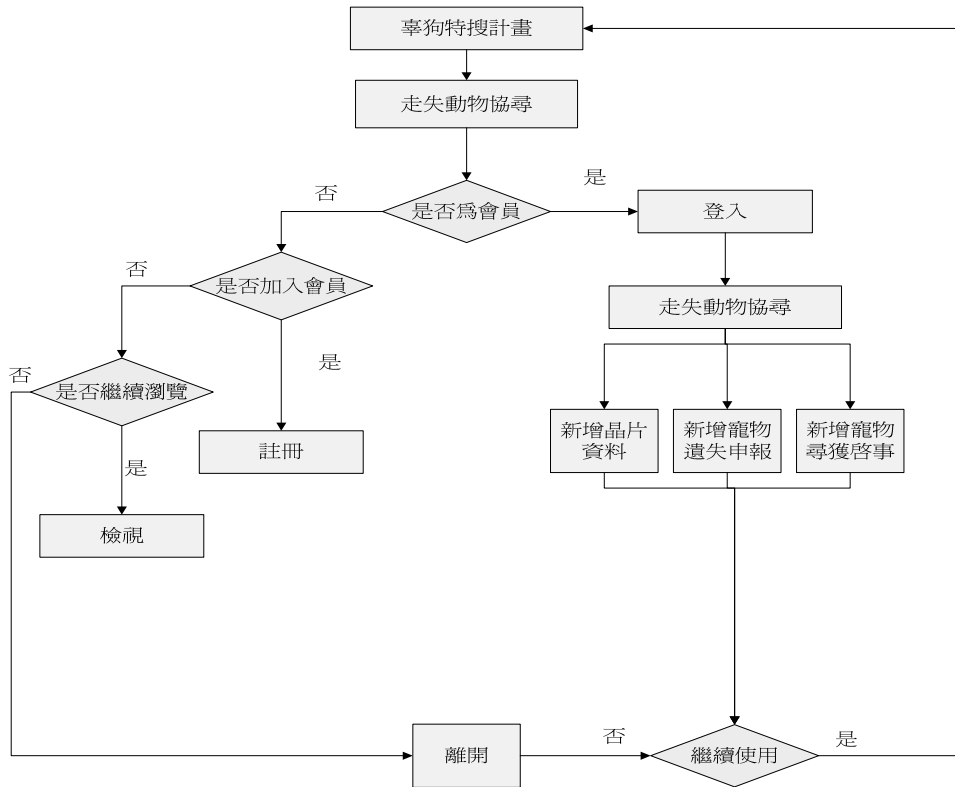 辜狗特搜計畫
走失動物協尋
是否為會員
否
是
登入
是否加入會員
否
是
走失動物協尋
是否繼續瀏覽
否
是
註冊
檢視
新增晶片
資料
新增寵物
遺失申報
新增寵物
尋獲啓事
離開
否
繼續使用
是